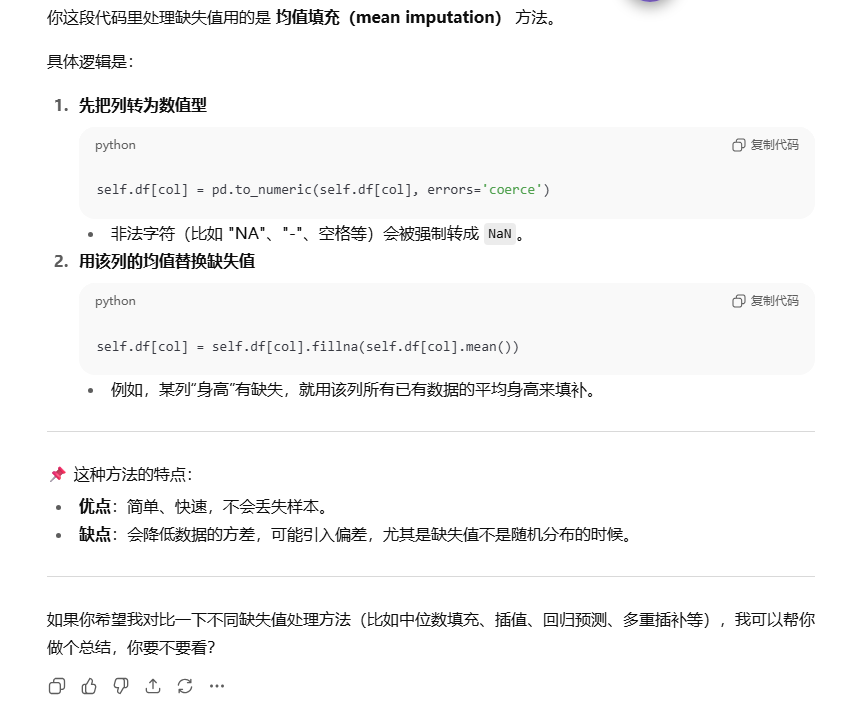 你这段代码里处理缺失值用的是 均值填充（mean imputation） 方法。
具体逻辑是：
1. 先把列转为数值型
python
复制代码
self.df[col] = pd.to_numeric(self.df[col], errors='coerce')
• 非法字符（比如 "NA"、"-"、空格等）会被强制转成 NaN。
2. 用该列的均值替换缺失值
python
复制代码
self.df[col] = self.df[col].fillna(self.df[col].mean())
• 例如，某列“身高”有缺失，就用该列所有已有数据的平均身高来填补。
📌 这种方法的特点：
• 优点：简单、快速，不会丢失样本。
• 缺点：会降低数据的方差，可能引入偏差，尤其是缺失值不是随机分布的时候。
如果你希望我对比一下不同缺失值处理方法（比如中位数填充、插值、回归预测、多重插补等），我可以帮你
做个总结，你要不要看？